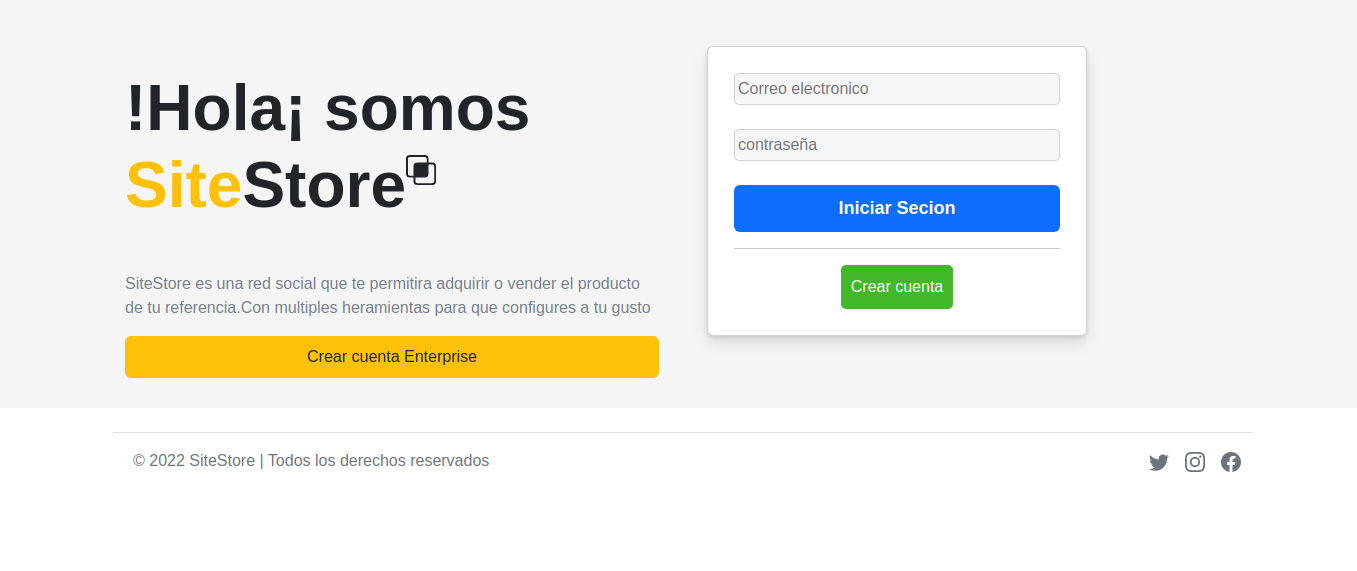 !Hola¡ somos
SiteStore
SiteStore es una red social que te permitira adquirir o vender el producto
de tu referencia.Con multiples heramientas para que configures a tu gusto
Crear cuenta Enterprise
Correo electronico
contraseña
Iniciar Secion
Crear cuenta
© 2022 SiteStore | Todos los derechos reservados